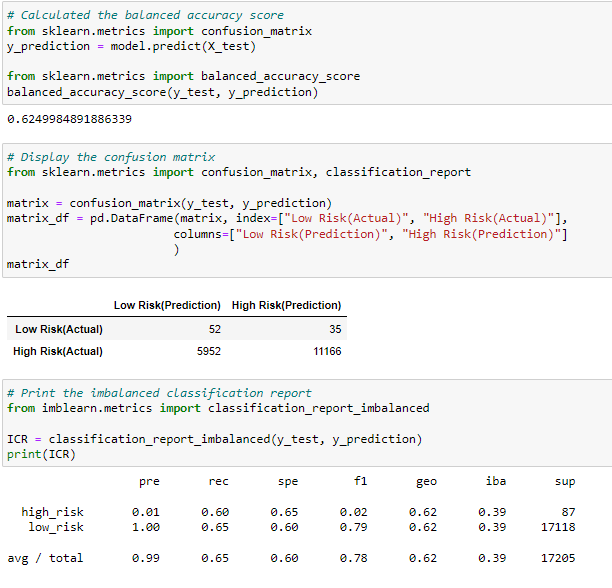 # Calculated the balanced accuracy score
from sklearn.metrics import confusion_matrix
y_prediction = model.predict(X_test)
from sklearn.metrics import balanced_accuracy_score
balanced_accuracy_score(y_test, y_prediction)
0.6249984891886339
# Display the confusion matrix
from sklearn.metrics import confusion_matrix, classification_report
matrix = confusion_matrix(y_test, y_prediction)
matrix_df = pd.DataFrame(matrix, index=["Low Risk(Actual)", "High Risk(Actual)"],
columns=["Low Risk(Prediction)", "High Risk(Prediction)"]
)
matrix_df
Low Risk(Prediction) High Risk(Prediction)
Low Risk(Actual) 52 35
High Risk(Actual) 5952 11166
# Print the imbalanced classification report
from imblearn.metrics import classification_report_imbalanced
ICR = classification_report_imbalanced(y_test, y_prediction)
print(ICR)
pre rec spe f1 geo iba sup
high_risk 0.01 0.60 0.65 0.02 0.62 0.39 87
low_risk 1.00 0.65 0.60 0.79 0.62 0.39 17118
avg / total 0.99 0.65 0.60 0.78 0.62 0.39 17205